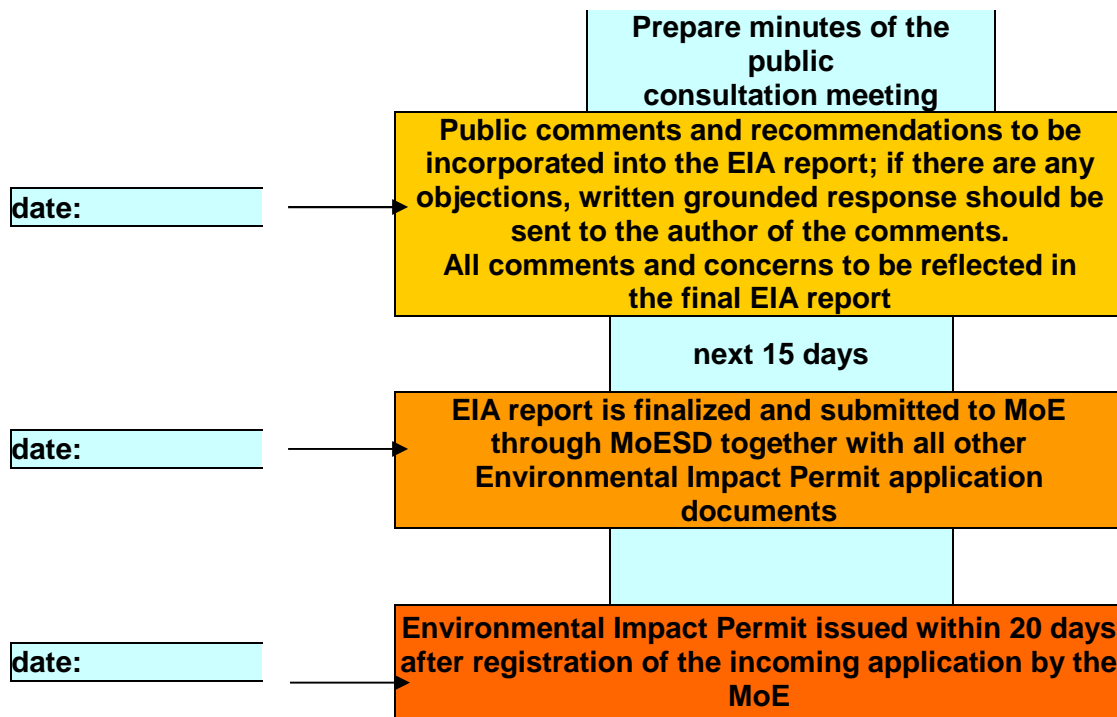 Prepare minutes of the
public
consultation meeting
Public comments and recommendations to be
incorporated into the EIA report; if there are any
objections, written grounded response should be
sent to the author of the comments.
All comments and concerns to be reflected in
the final EIA report
date:
next 15 days
EIA report is finalized and submitted to MoE
through MoESD together with all other
Environmental Impact Permit application
documents
date:
Environmental Impact Permit issued within 20 days
after registration of the incoming application by the
MoE
date: